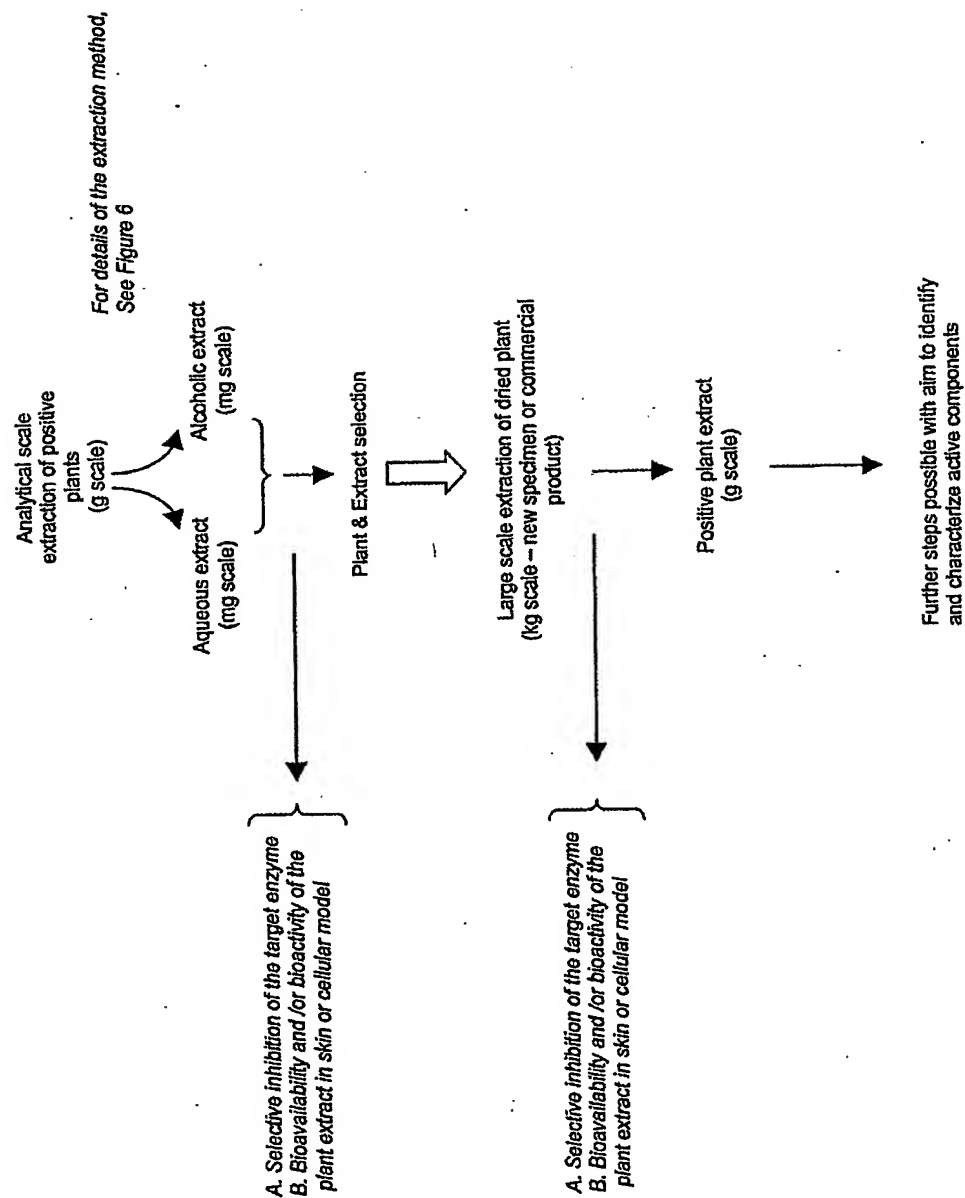 Analytical scale
extraction of positive
plants
(g scale)
For details of the extraction method,
See Figure 6
Aqueous extract
(mg scale)
Alcoholic extract
(mg scale)
Plant & Extract selection
A. Selective inhibition of the target enzyme
B. Bioavailability and /or bioactivity of the
plant extract in skin or cellular model
Large scale extraction of dried plant
(kg scale – new specimen or commercial
product)
A. Selective inhibition of the target enzyme
B. Bioavailability and /or bioactivity of the
plant extract in skin or cellular model
Positive plant extract
(g scale)
Further steps possible with aim to identify
and characterize active components